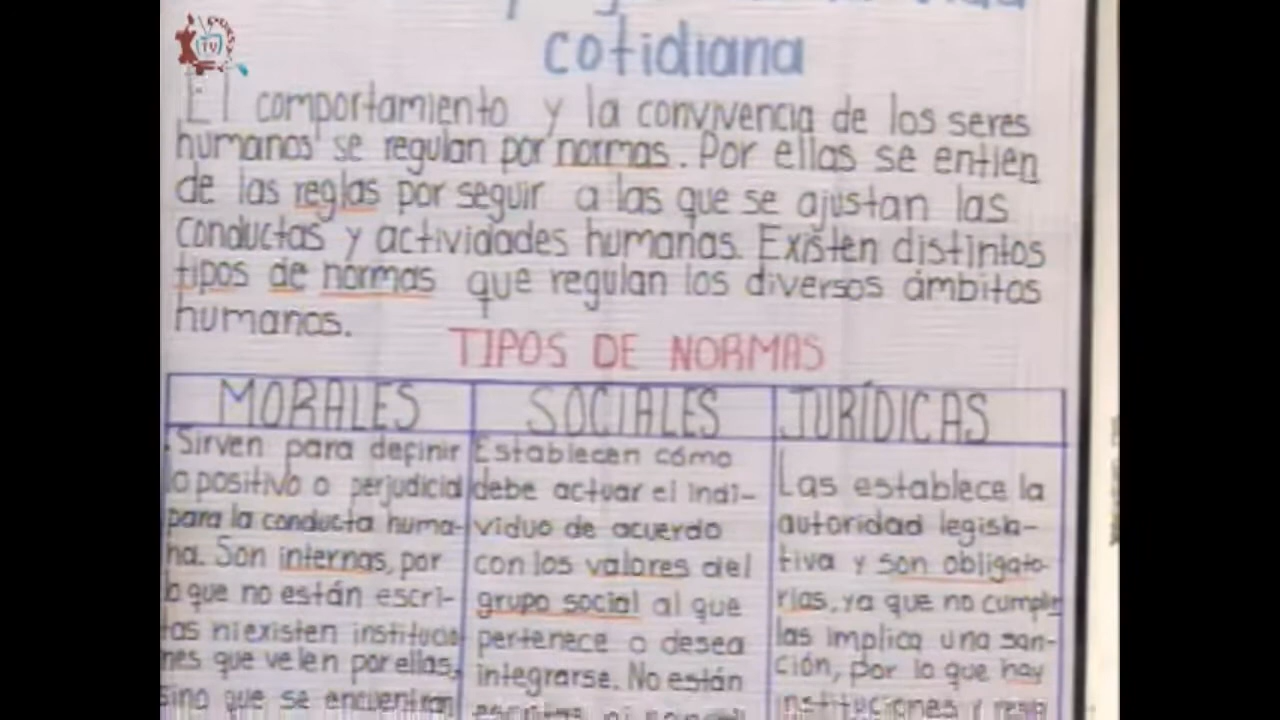 cotidiana
El comportamiento y la convivencia de los seres
humanos se regulan por normas. Por ellas se entien
de las reglas por seguir a las que se ajustan las
conductas y actividades humanas. Existen distintos
tipos de normas que regulan los diversos ámbitos
humanos.
TIPOS DE NORMAS
MORALES
Sirven para definir
lo positivo o perjudicial
para la conducta huma-
na. Son internas, por
lo que no están escri-
tas ni existen institucio
nes que velen por ellas,
sino que se encuentran
SOCIALES
Establecen cómo
debe actuar el indi-
viduo de acuerdo
con los valores del
grupo social al que
pertenece o desea
integrarse. No están
escritas ni
JURÍDICAS
Las establece la
autoridad legisla-
tiva y son obligato-
rias, ya que no cumplir
las implica una san-
ción, por lo que hay
instituciones y
TV